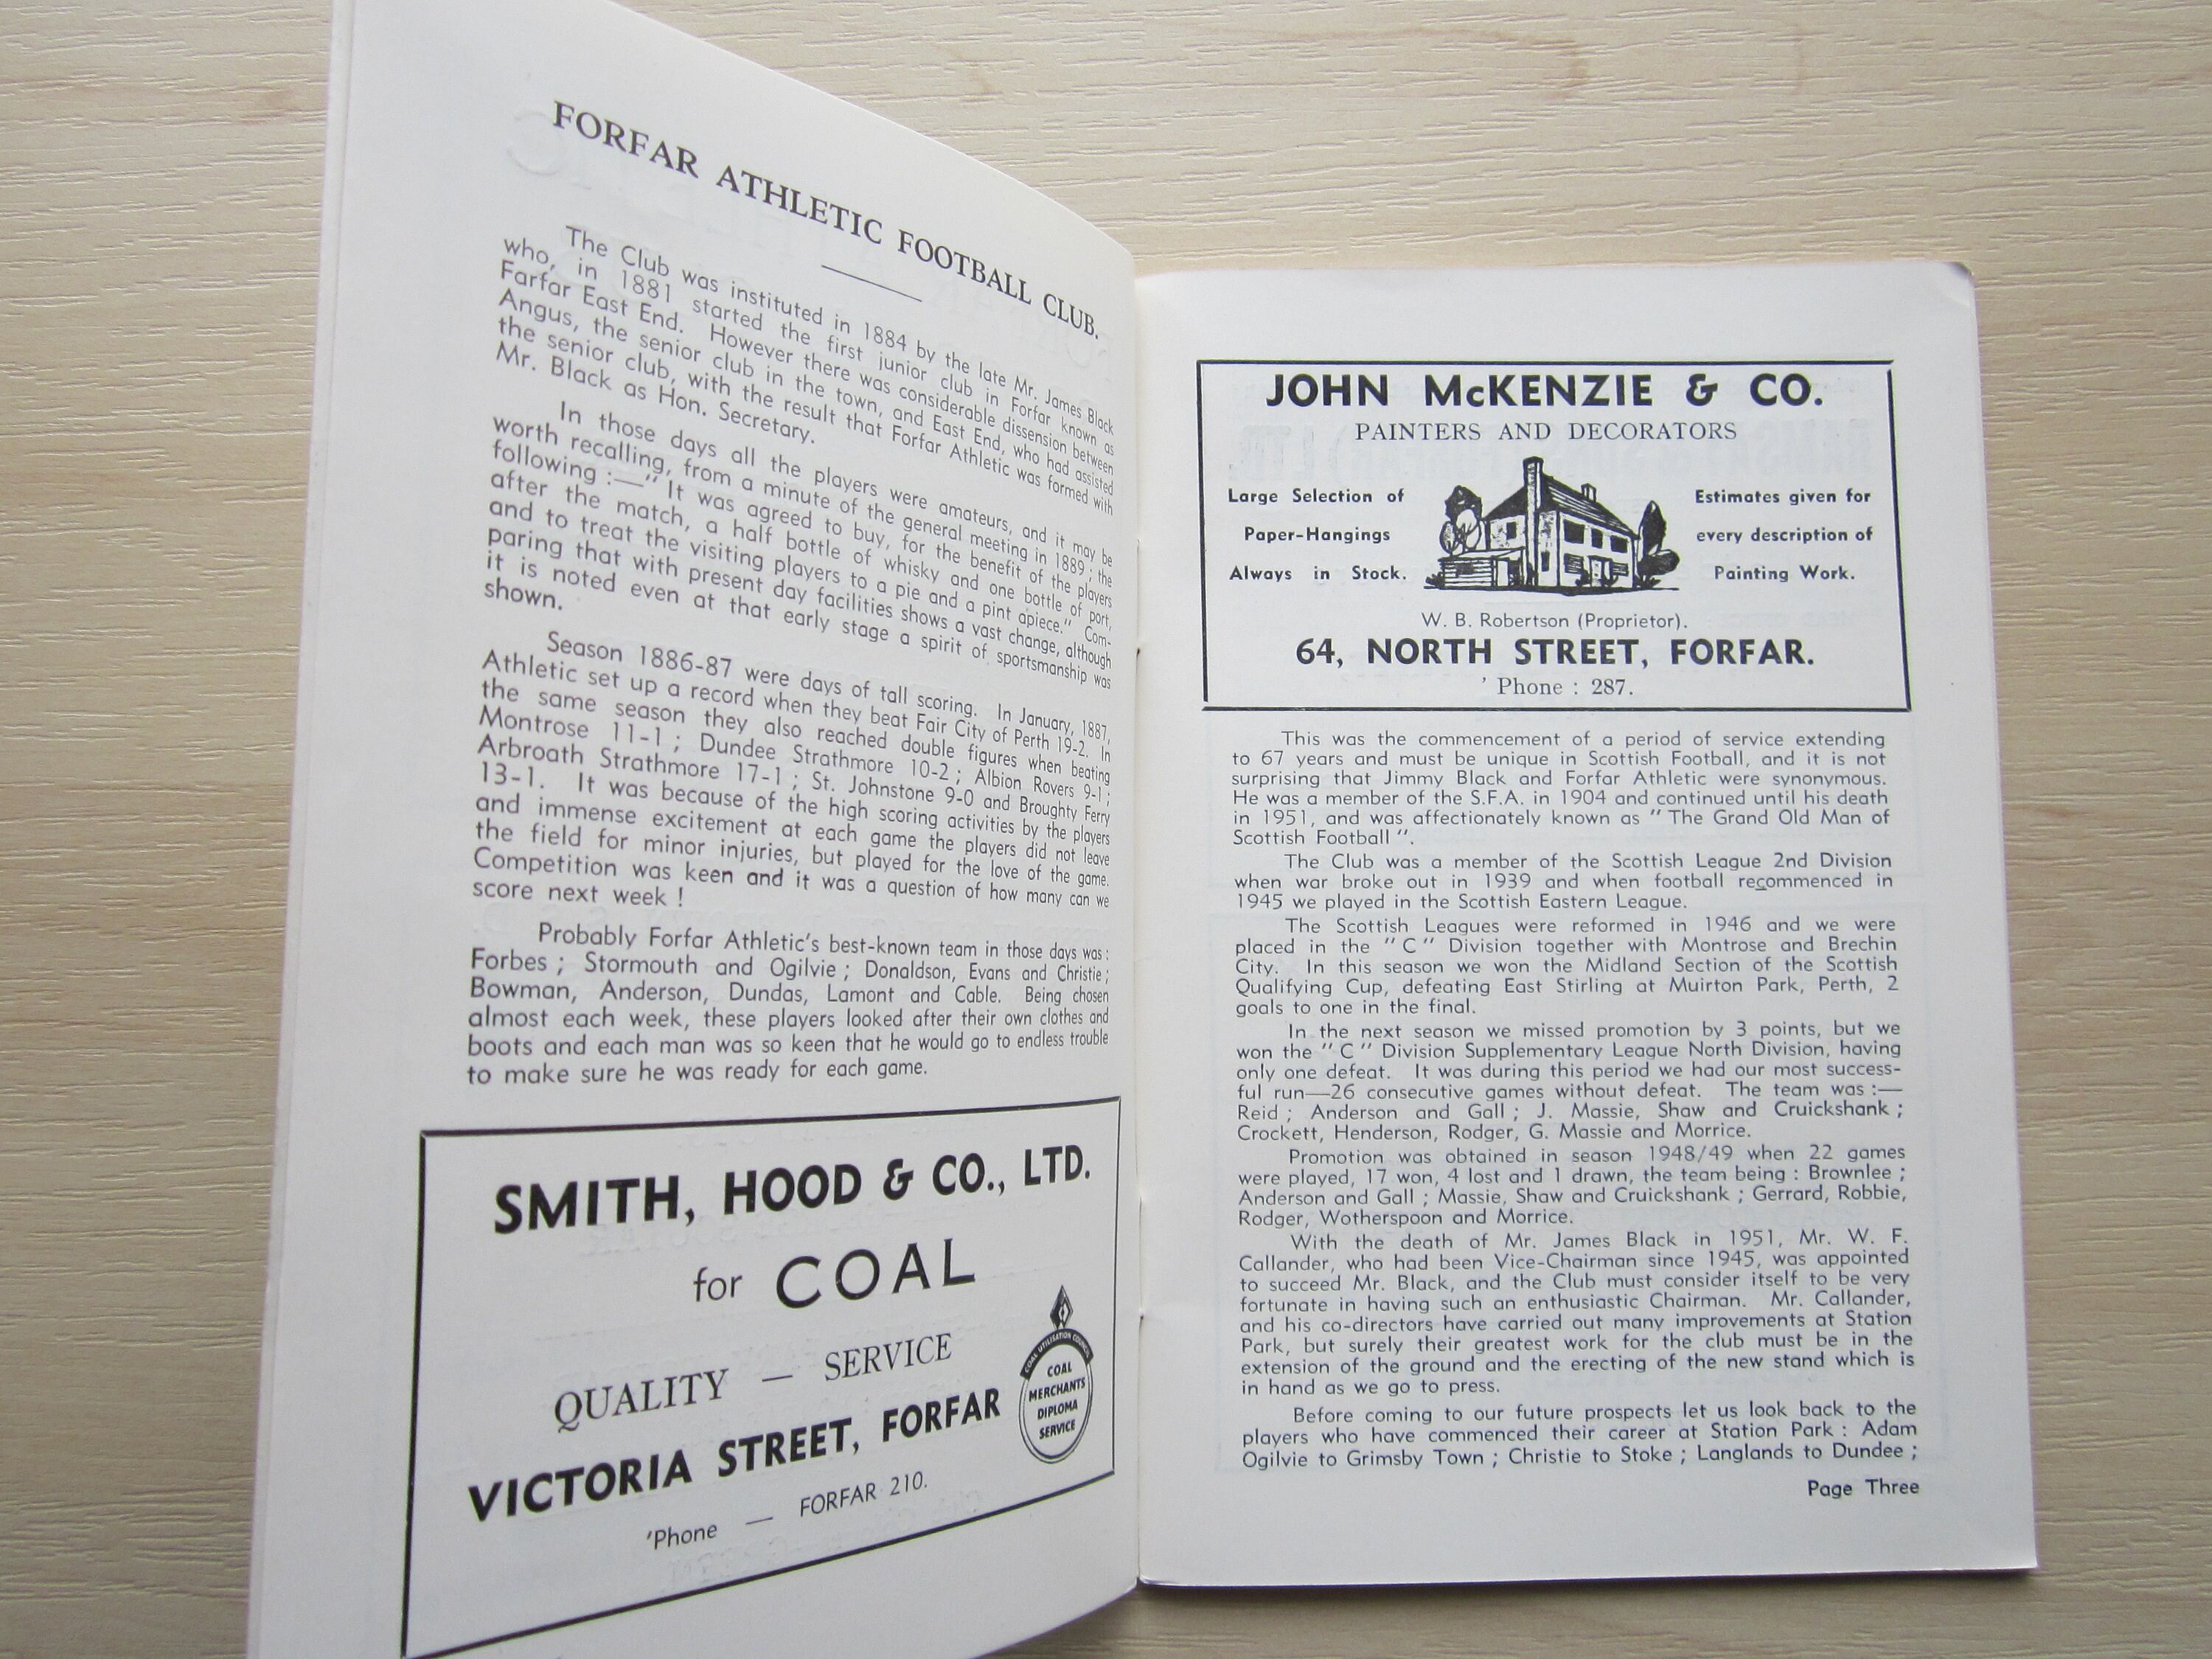 FORFAR ATHLETIC FOOTBALL CLUB.
The Club was instituted in 1884 by the late Mr. James Black
who, in 1881 started the first junior club in Forfar known as
Farfar East End. However there was considerable dissension between
Angus, the senior club in the town, and East End, who had assisted
the senior club, with the result that Forfar Athletic was formed with
Mr. Black as Hon. Secretary.
In those days all the players were amateurs, and it may be
worth recalling, from a minute of the general meeting in 1889 ; the
following :—" It was agreed to buy, for the benefit of the players
after the match, a half bottle of whisky and one bottle of port,
and to treat the visiting players to a pie and a pint apiece." Com-
paring that with present day facilities shows a vast change, although
it is noted even at that early stage a spirit of sportsmanship was
shown.
Season 1886-87 were days of tall scoring. In January, 1887,
Athletic set up a record when they beat Fair City of Perth 19-2. In
the same season they also reached double figures when beating
Montrose 11-1 ; Dundee Strathmore 10-2 ; Albion Rovers 9-1 ;
Arbroath Strathmore 17-1 ; St. Johnstone 9-0 and Broughty Ferry
13-1. It was because of the high scoring activities by the players
and immense excitement at each game the players did not leave
the field for minor injuries, but played for the love of the game.
Competition was keen and it was a question of how many can we
score next week !
Probably Forfar Athletic's best-known team in those days was :
Forbes ; Stormouth and Ogilvie ; Donaldson, Evans and Christie ;
Bowman, Anderson, Dundas, Lamont and Cable. Being chosen
almost each week, these players looked after their own clothes and
boots and each man was so keen that he would go to endless trouble
to make sure he was ready for each game.
SMITH, HOOD & CO., LTD.
for COAL
QUALITY — SERVICE
VICTORIA STREET, FORFAR
'Phone — FORFAR 210.
COAL UTILISATION COUNCIL
COAL
MERCHANTS
DIPLOMA
SERVICE
JOHN McKENZIE & CO.
PAINTERS AND DECORATORS
Large Selection of
Paper-Hangings
Always in Stock.
Estimates given for
every description of
Painting Work.
W. B. Robertson (Proprietor).
64, NORTH STREET, FORFAR.
' Phone : 287.
This was the commencement of a period of service extending
to 67 years and must be unique in Scottish Football, and it is not
surprising that Jimmy Black and Forfar Athletic were synonymous.
He was a member of the S.F.A. in 1904 and continued until his death
in 1951, and was affectionately known as " The Grand Old Man of
Scottish Football ".
The Club was a member of the Scottish League 2nd Division
when war broke out in 1939 and when football recommenced in
1945 we played in the Scottish Eastern League.
The Scottish Leagues were reformed in 1946 and we were
placed in the " C " Division together with Montrose and Brechin
City. In this season we won the Midland Section of the Scottish
Qualifying Cup, defeating East Stirling at Muirton Park, Perth, 2
goals to one in the final.
In the next season we missed promotion by 3 points, but we
won the " C " Division Supplementary League North Division, having
only one defeat. It was during this period we had our most success-
ful run—26 consecutive games without defeat. The team was :—
Reid ; Anderson and Gall ; J. Massie, Shaw and Cruickshank ;
Crockett, Henderson, Rodger, G. Massie and Morrice.
Promotion was obtained in season 1948/49 when 22 games
were played, 17 won, 4 lost and 1 drawn, the team being : Brownlee ;
Anderson and Gall ; Massie, Shaw and Cruickshank ; Gerrard, Robbie,
Rodger, Wotherspoon and Morrice.
With the death of Mr. James Black in 1951, Mr. W. F.
Callander, who had been Vice-Chairman since 1945, was appointed
to succeed Mr. Black, and the Club must consider itself to be very
fortunate in having such an enthusiastic Chairman. Mr. Callander,
and his co-directors have carried out many improvements at Station
Park, but surely their greatest work for the club must be in the
extension of the ground and the erecting of the new stand which is
in hand as we go to press.
Before coming to our future prospects let us look back to the
players who have commenced their career at Station Park : Adam
Ogilvie to Grimsby Town ; Christie to Stoke ; Langlands to Dundee ;
Page Three